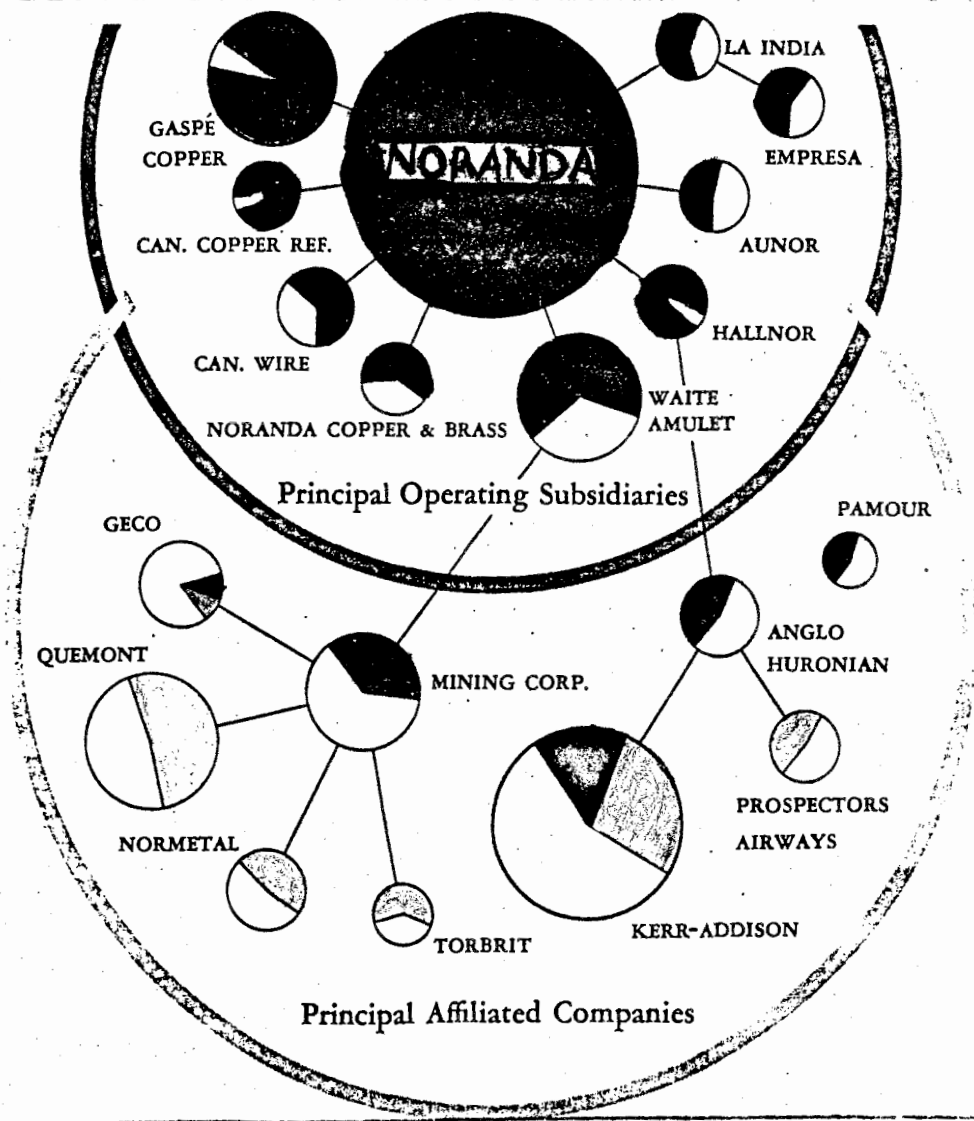 LA INDIA
GASPÉ
COPPER
NORANDA
EMPRESA
CAN. COPPER REF.
AUNOR
HALLNOR
CAN. WIRE
WAITE
AMULET
NORANDA COPPER & BRASS
Principal Operating Subsidiaries
GECO
PAMOUR
QUEMONT
ANGLO
HURONIAN
MINING CORP.
PROSPECTORS
AIRWAYS
NORMETAL
TORBRIT
KERR-ADDISON
Principal Affiliated Companies